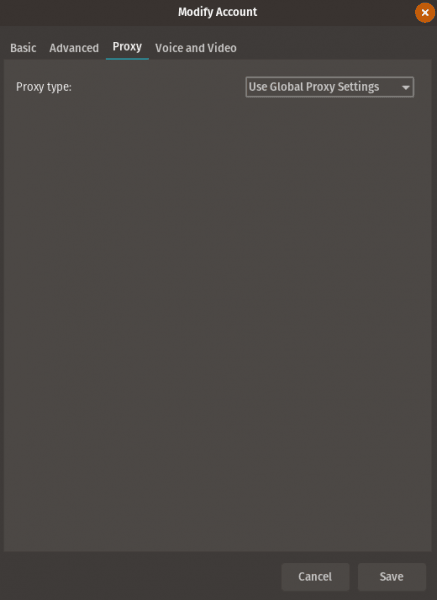 Modify Account
Basic Advanced Proxy Voice and Video
Proxy type: Use Global Proxy Settings
Cancel Save